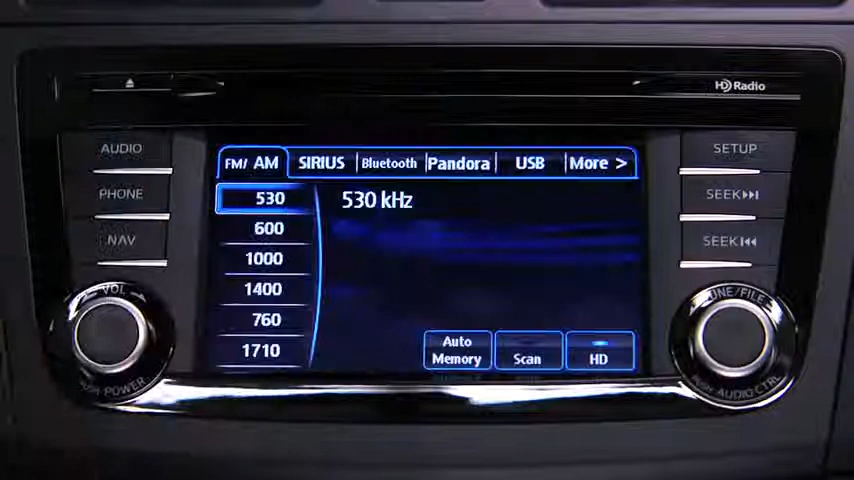 HD Radio
AUDIO
PHONE
NAV
VOL
PUSH POWER
FM/ AM SIRIUS Bluetooth Pandora USB More >
530
600
1000
1400
760
1710
530 kHz
Auto Memory
Scan
HD
SETUP
SEEK
SEEK
TUNE/FILE
PUSH AUDIO CTRL